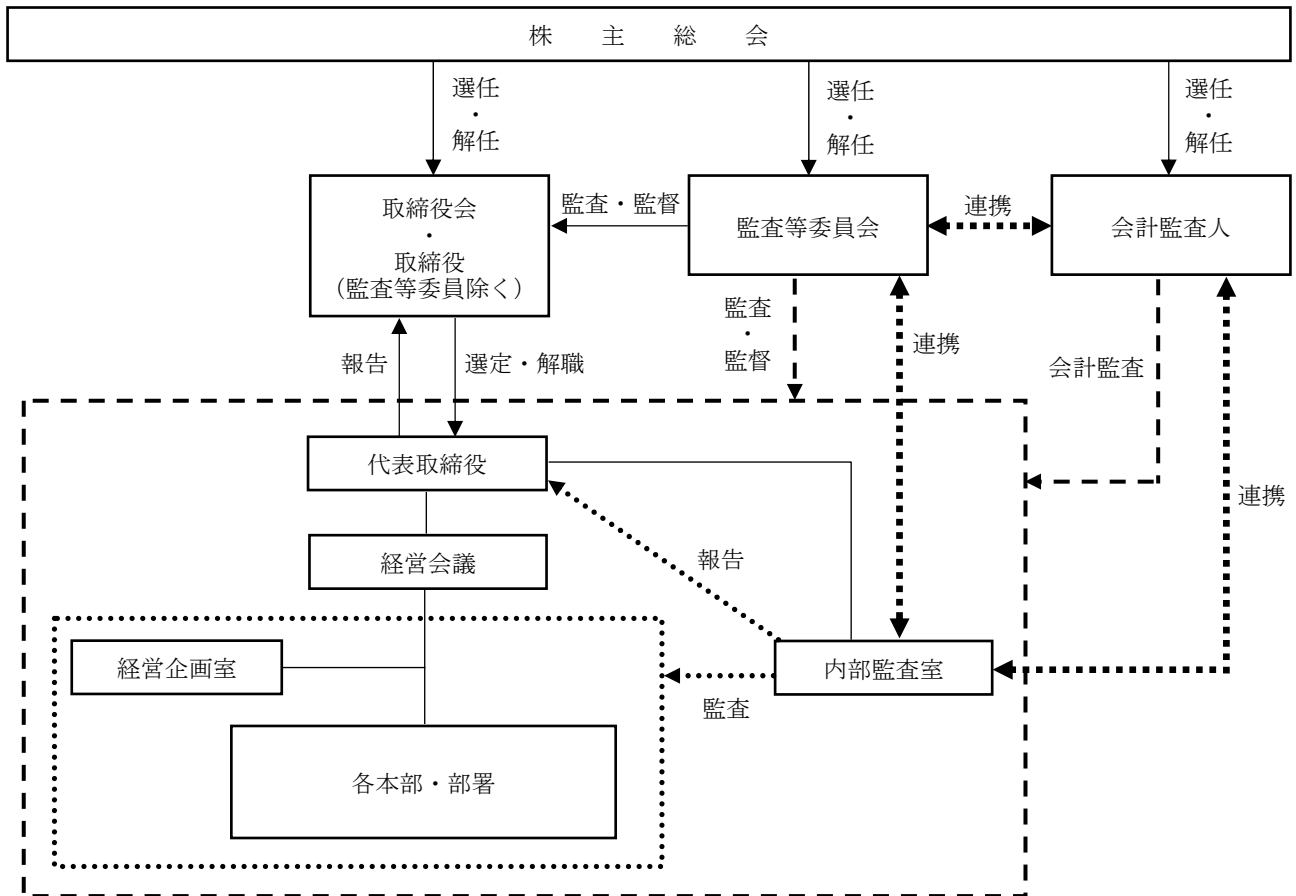 株 主 総 会
選任
・
解任
選任
・
解任
選任
・
解任
取締役会
・
取締役
（監査等委員除く）
監査・監督
監査等委員会
連携
会計監査人
報告
選定・解職
監査
・
監督
連携
会計監査
代表取締役
連携
経営会議
報告
経営企画室
内部監査室
監査
各本部・部署